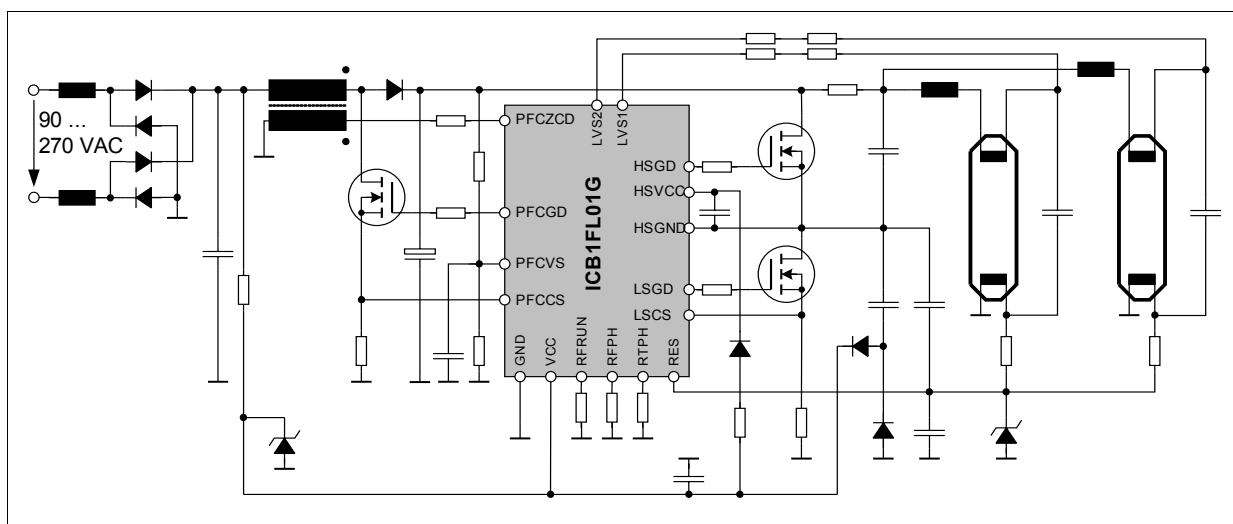 90 ...
270 VAC
PFCZCD
PFCGD
PFCVS
PFCCS
LVS2
LVS1
HSGD
HSVCC
HSGND
LSGD
LSCS
ICB1FL01G
GND
VCC
RFRUN
RFPH
RTPH
RES